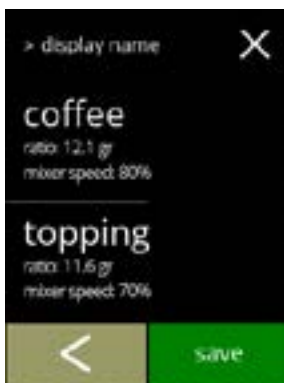 > display name
coffee
ratio: 12.1 gr
mixer speed: 80%
topping
ratio: 11.6 gr
mixer speed: 70%
save